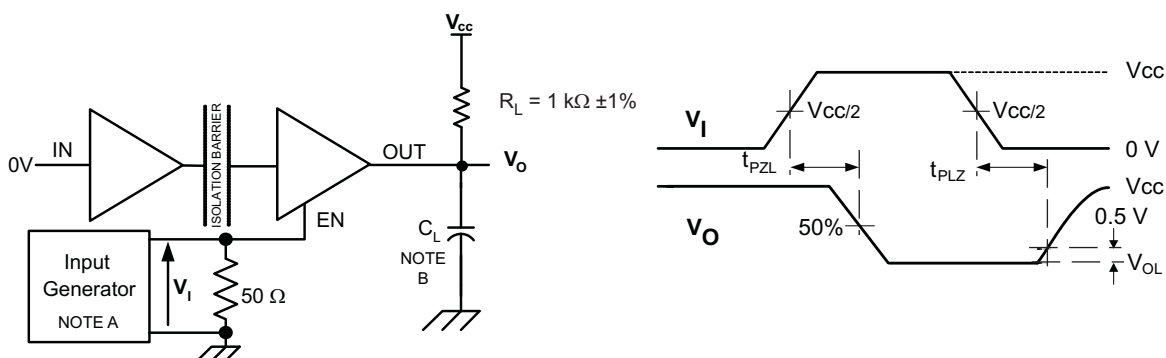 Vcc
RL = 1 kΩ ±1%
0V
IN
ISOLATION BARRIER
OUT
VO
EN
CL
NOTE
B
Input
Generator
NOTE A
VI
50 Ω
VI
Vcc/2
Vcc/2
Vcc
0 V
tPZL
tPLZ
VO
50%
Vcc
0.5 V
VOL